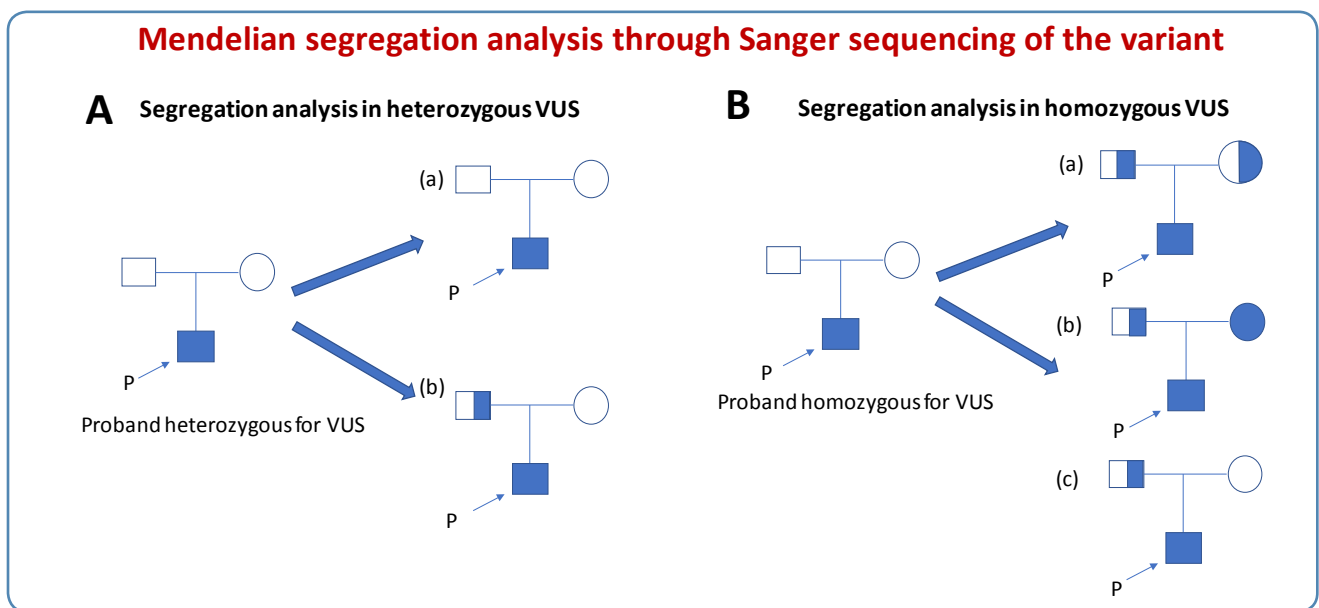 Mendelian segregation analysis through Sanger sequencing of the variant
A Segregation analysis in heterozygous VUS
(a)
P
P
(b)
Proband heterozygous for VUS
P
B Segregation analysis in homozygous VUS
(a)
P
P
(b)
Proband homozygous for VUS
P
(c)
P